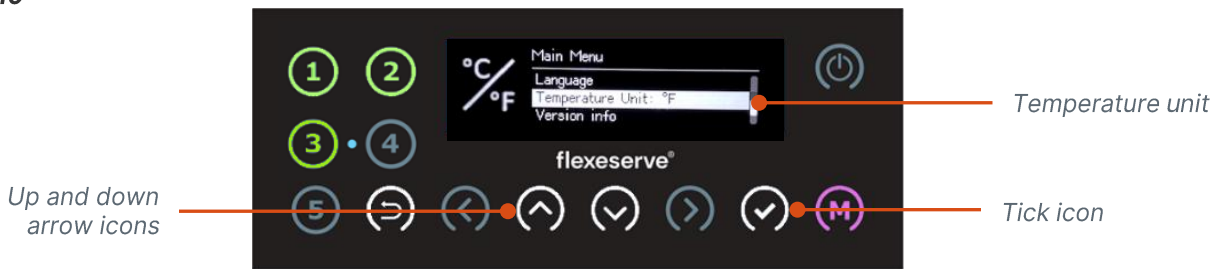 1 2
°C/°F
Main Menu
Language
Temperature Unit: °F
Version info
Temperature unit
3 4
flexeserve®
Up and down
arrow icons
5
M
Tick icon